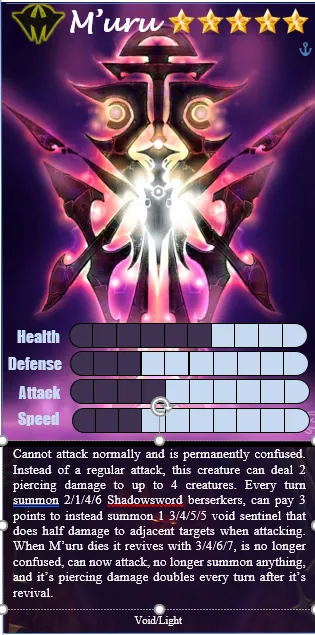 M'uru
Health
Defense
Attack
Speed
Cannot attack normally and is permanently confused.
Instead of a regular attack, this creature can deal 2
piercing damage to up to 4 creatures. Every turn
summon 2/1/4/6 Shadowsword berserkers, can pay 3
points to instead summon 1 3/4/5/5 void sentinel that
does half damage to adjacent targets when attacking.
When M'uru dies it revives with 3/4/6/7, is no longer
confused, can now attack, no longer summon anything,
and it's piercing damage doubles every turn after it's
revival.
Void/Light